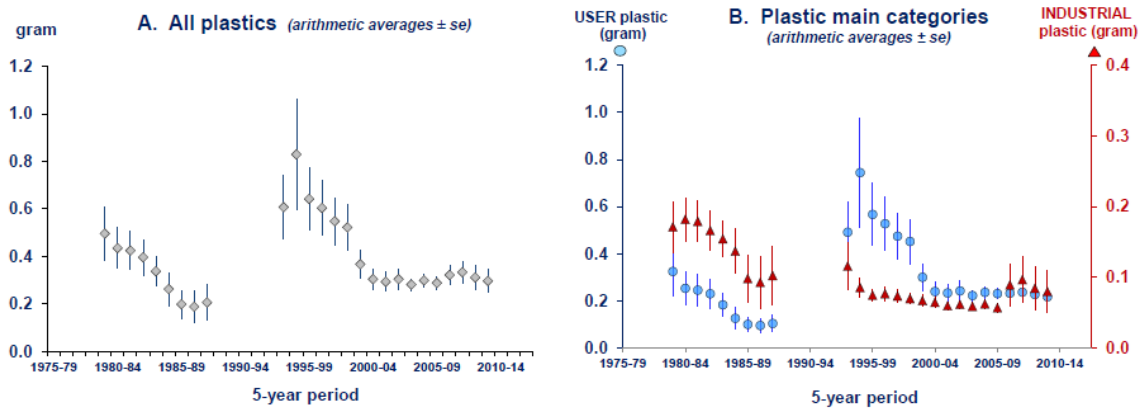 gram
A. All plastics (arithmetic averages ± se)
1.2
1.0
0.8
0.6
0.4
0.2
0.0
1975-79 1980-84 1985-89 1990-94 1995-99 2000-04 2005-09 2010-14
5-year period
USER plastic
(gram)
B. Plastic main categories
(arithmetic averages ± se)
INDUSTRIAL
plastic (gram)
1.2
1.0
0.8
0.6
0.4
0.2
0.0
0.4
0.3
0.2
0.1
0.0
1975-79 1980-84 1985-89 1990-94 1995-99 2000-04 2005-09 2010-14
5-year period